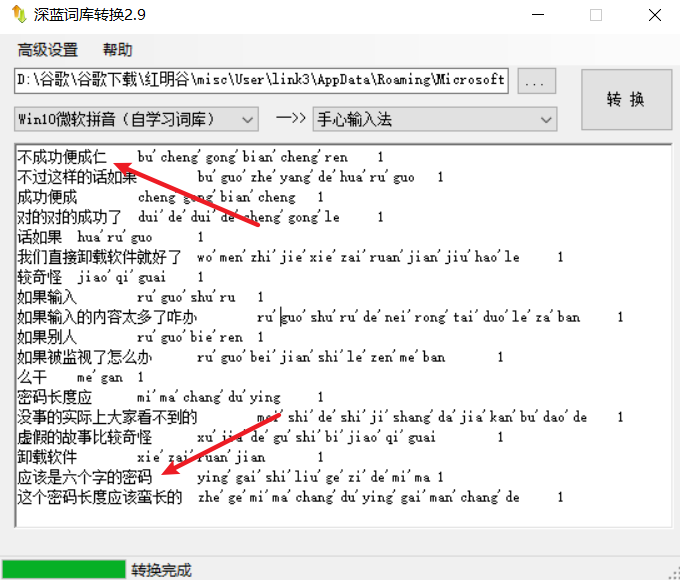 深蓝词库转换2.9
高级设置 帮助
D:\谷歌\谷歌下载\红明谷\misc\User\link3\AppData\Roaming\Microsoft ...
转 换
Win10微软拼音（自学习词库） —>> 手心输入法
不成功便成仁 bu'cheng'gong'bian'cheng'ren 1
不过这样的话如果 bu'guo'zhe'yang'de'hua'ru'guo 1
成功便成 cheng'gong'bian'cheng 1
对的对的成功了 dui'de'dui'de'cheng'gong'le 1
话如果 hua'ru'guo 1
我们直接卸载软件就好了 wo'men'zhi'jie'xie'zai'ruan'jian'jiu'hao'le 1
较奇怪 jiao'qi'guai 1
如果输入 ru'guo'shu'ru 1
如果输入的内容太多了咋办 ru'guo'shu'ru'de'nei'rong'tai'duo'le'za'ban 1
如果别人 ru'guo'bie'ren 1
如果被监视了怎么办 ru'guo'bei'jian'shi'le'zen'me'ban 1
么干 me'gan 1
密码长度应 mi'ma'chang'du'ying 1
没事的实际上大家看不到的 mei'shi'de'shi'ji'shang'da'jia'kan'bu'dao'de 1
虚假的故事比较奇怪 xu'jia'de'gu'shi'bi'jiao'qi'guai 1
卸载软件 xie'zai'ruan'jian 1
应该是六个字的密码 ying'gai'shi'liu'ge'zi'de'mi'ma 1
这个密码长度应该蛮长的 zhe'ge'mi'ma'chang'du'ying'gai'man'chang'de 1
转换完成